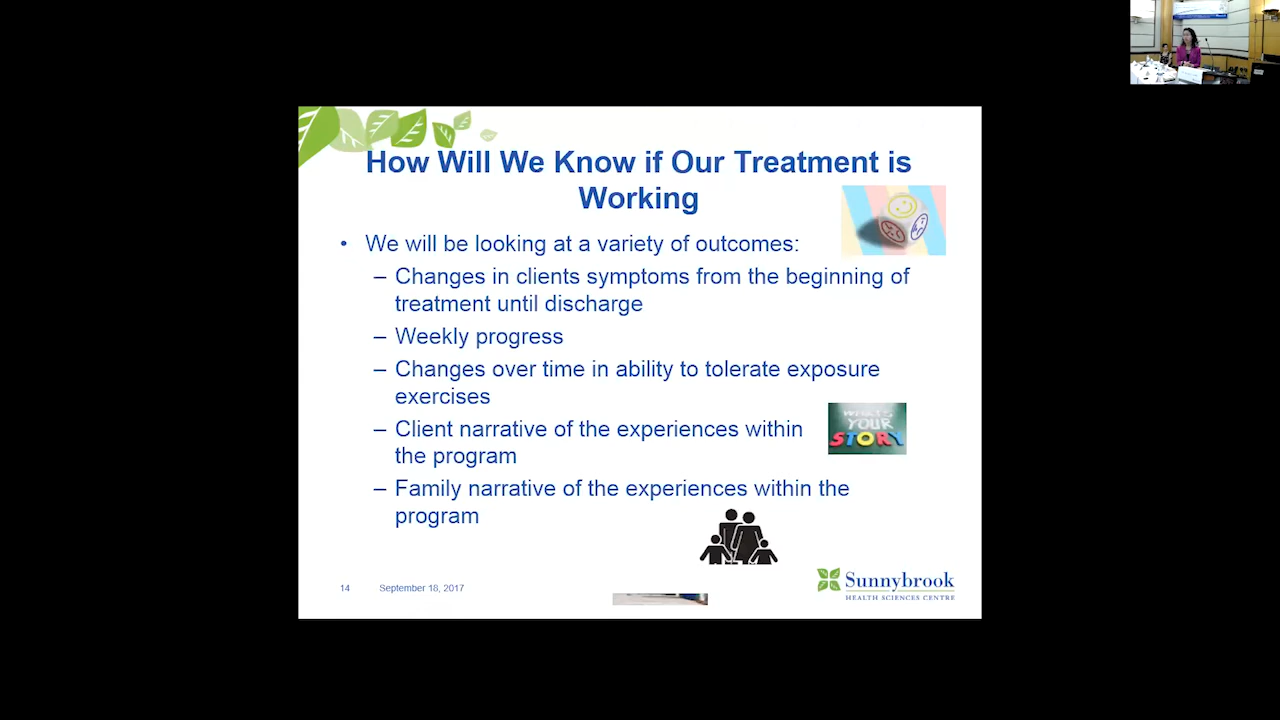 How Will We Know if Our Treatment is
Working
• We will be looking at a variety of outcomes:
– Changes in clients symptoms from the beginning of
treatment until discharge
– Weekly progress
– Changes over time in ability to tolerate exposure
exercises
– Client narrative of the experiences within
the program
– Family narrative of the experiences within the
program
WHAT'S
YOUR
STORY
14 September 18, 2017
Sunnybrook
HEALTH SCIENCES CENTRE